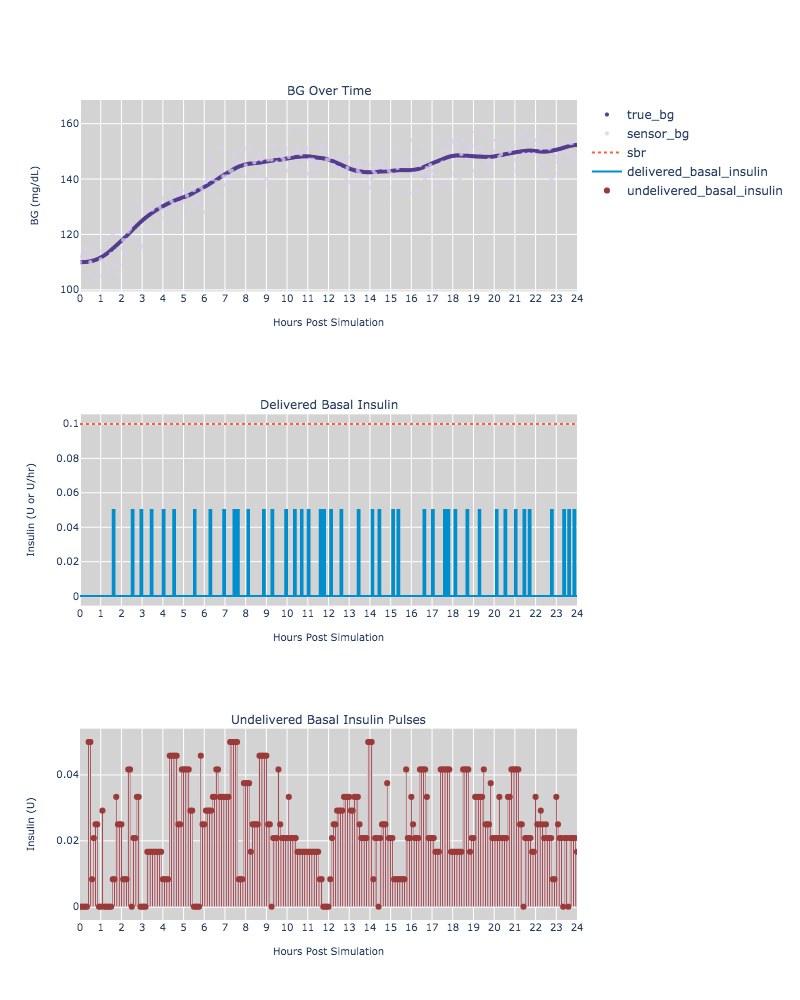 BG Over Time
160
140
120
100
BG (mg/dL)
0 1 2 3 4 5 6 7 8 9 10 11 12 13 14 15 16 17 18 19 20 21 22 23 24
Hours Post Simulation
true_bg
sensor_bg
sbr
delivered_basal_insulin
undelivered_basal_insulin
Delivered Basal Insulin
0.1
0.08
0.06
0.04
0.02
0
Insulin (U or U/hr)
0 1 2 3 4 5 6 7 8 9 10 11 12 13 14 15 16 17 18 19 20 21 22 23 24
Hours Post Simulation
Undelivered Basal Insulin Pulses
0.04
0.02
0
Insulin (U)
0 1 2 3 4 5 6 7 8 9 10 11 12 13 14 15 16 17 18 19 20 21 22 23 24
Hours Post Simulation